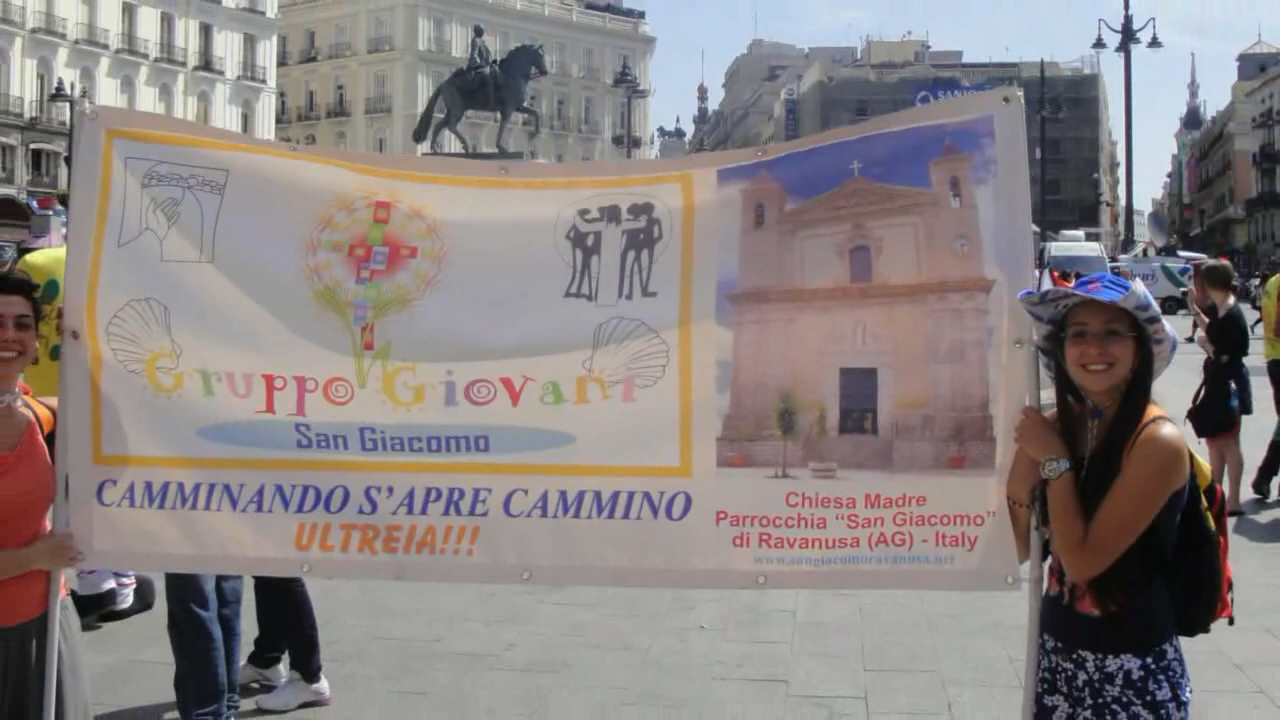 Gruppo Giovani
San Giacomo
CAMMINANDO S'APRE CAMMINO
ULTREIA!!!
Chiesa Madre
Parrocchia "San Giacomo"
di Ravanusa (AG) - Italy
www.sangiacomoravanusa.net